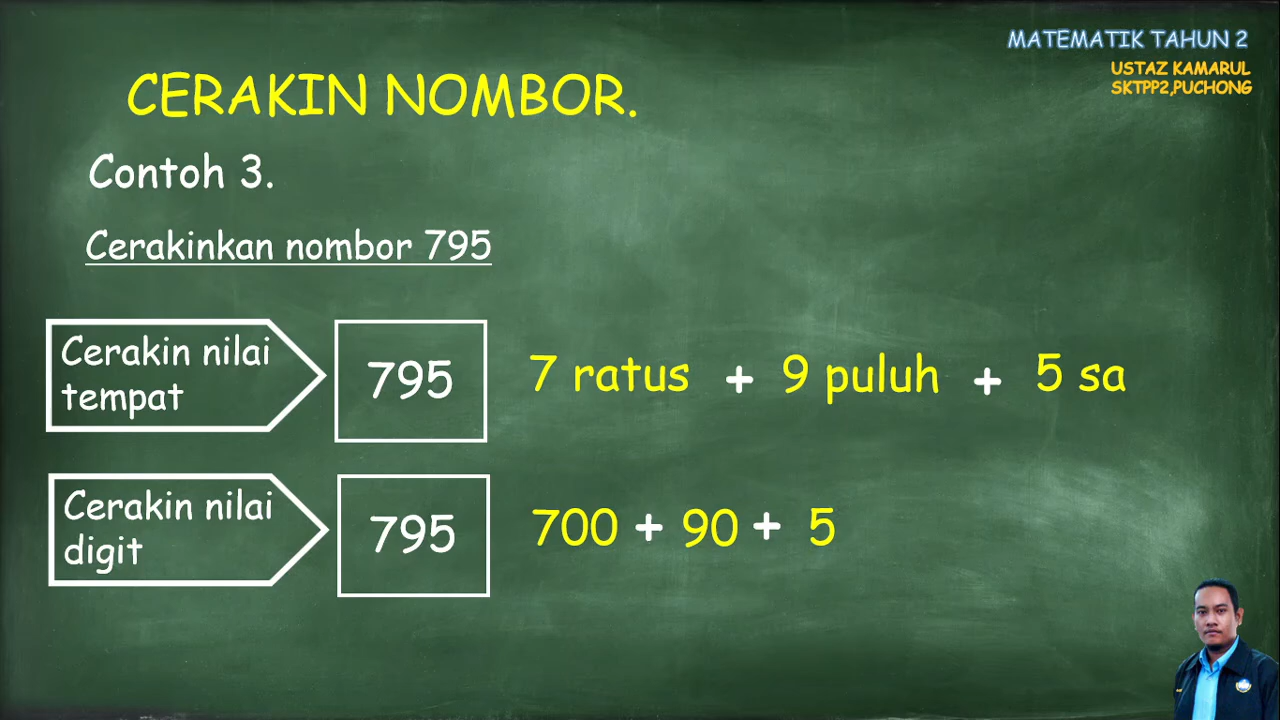 MATEMATIK TAHUN 2
USTAZ KAMARUL
SKTPP2,PUCHONG
CERAKIN NOMBOR.
Contoh 3.
Cerakinkan nombor 795
Cerakin nilai
tempat
795
7 ratus + 9 puluh + 5 sa
Cerakin nilai
digit
795
700 + 90 + 5